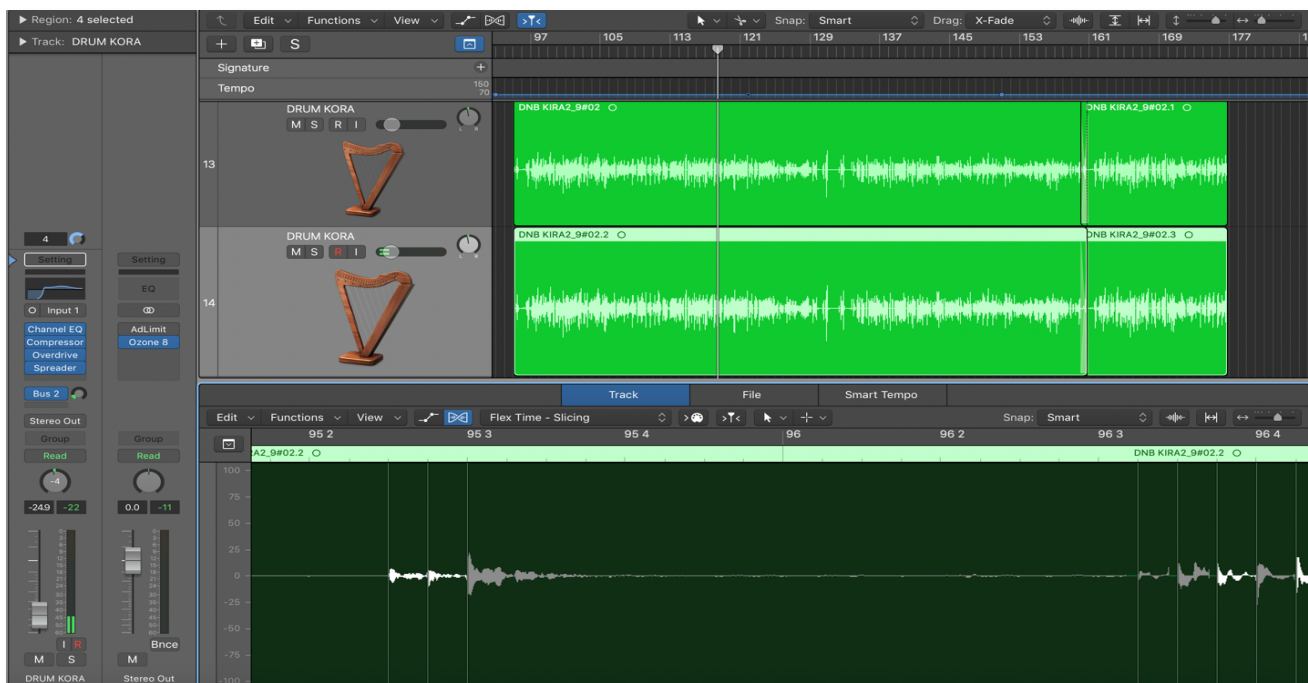 Region: 4 selected
Track: DRUM KORA
Edit Functions View Snap: Smart Drag: X-Fade
S
97 105 113 121 129 137 145 153 161 169 177
Signature
Tempo
150
70
DRUM KORA
M S R I
L R
13
DNB KIRA2_9#02
DNB KIRA2_9#02.1
DRUM KORA
M S R I
14
DNB KIRA2_9#02.2
DNB KIRA2_9#02.3
4
Setting Setting
EQ
Input 1
Channel EQ AdLimit
Compressor Ozone 8
Overdrive
Spreader
Bus 2
Stereo Out
Group Group
Read Read
-4
-24.9 -22 0.0 -11
I R Bnce
M S M
DRUM KORA Stereo Out
Track File Smart Tempo
Edit Functions View Flex Time - Slicing Snap: Smart
95 2 95 3 95 4 96 96 2 96 3 96 4
A2_9#02.2
DNB KIRA2_9#02.2
100
75
50
25
0
-25
-50
-75
-100